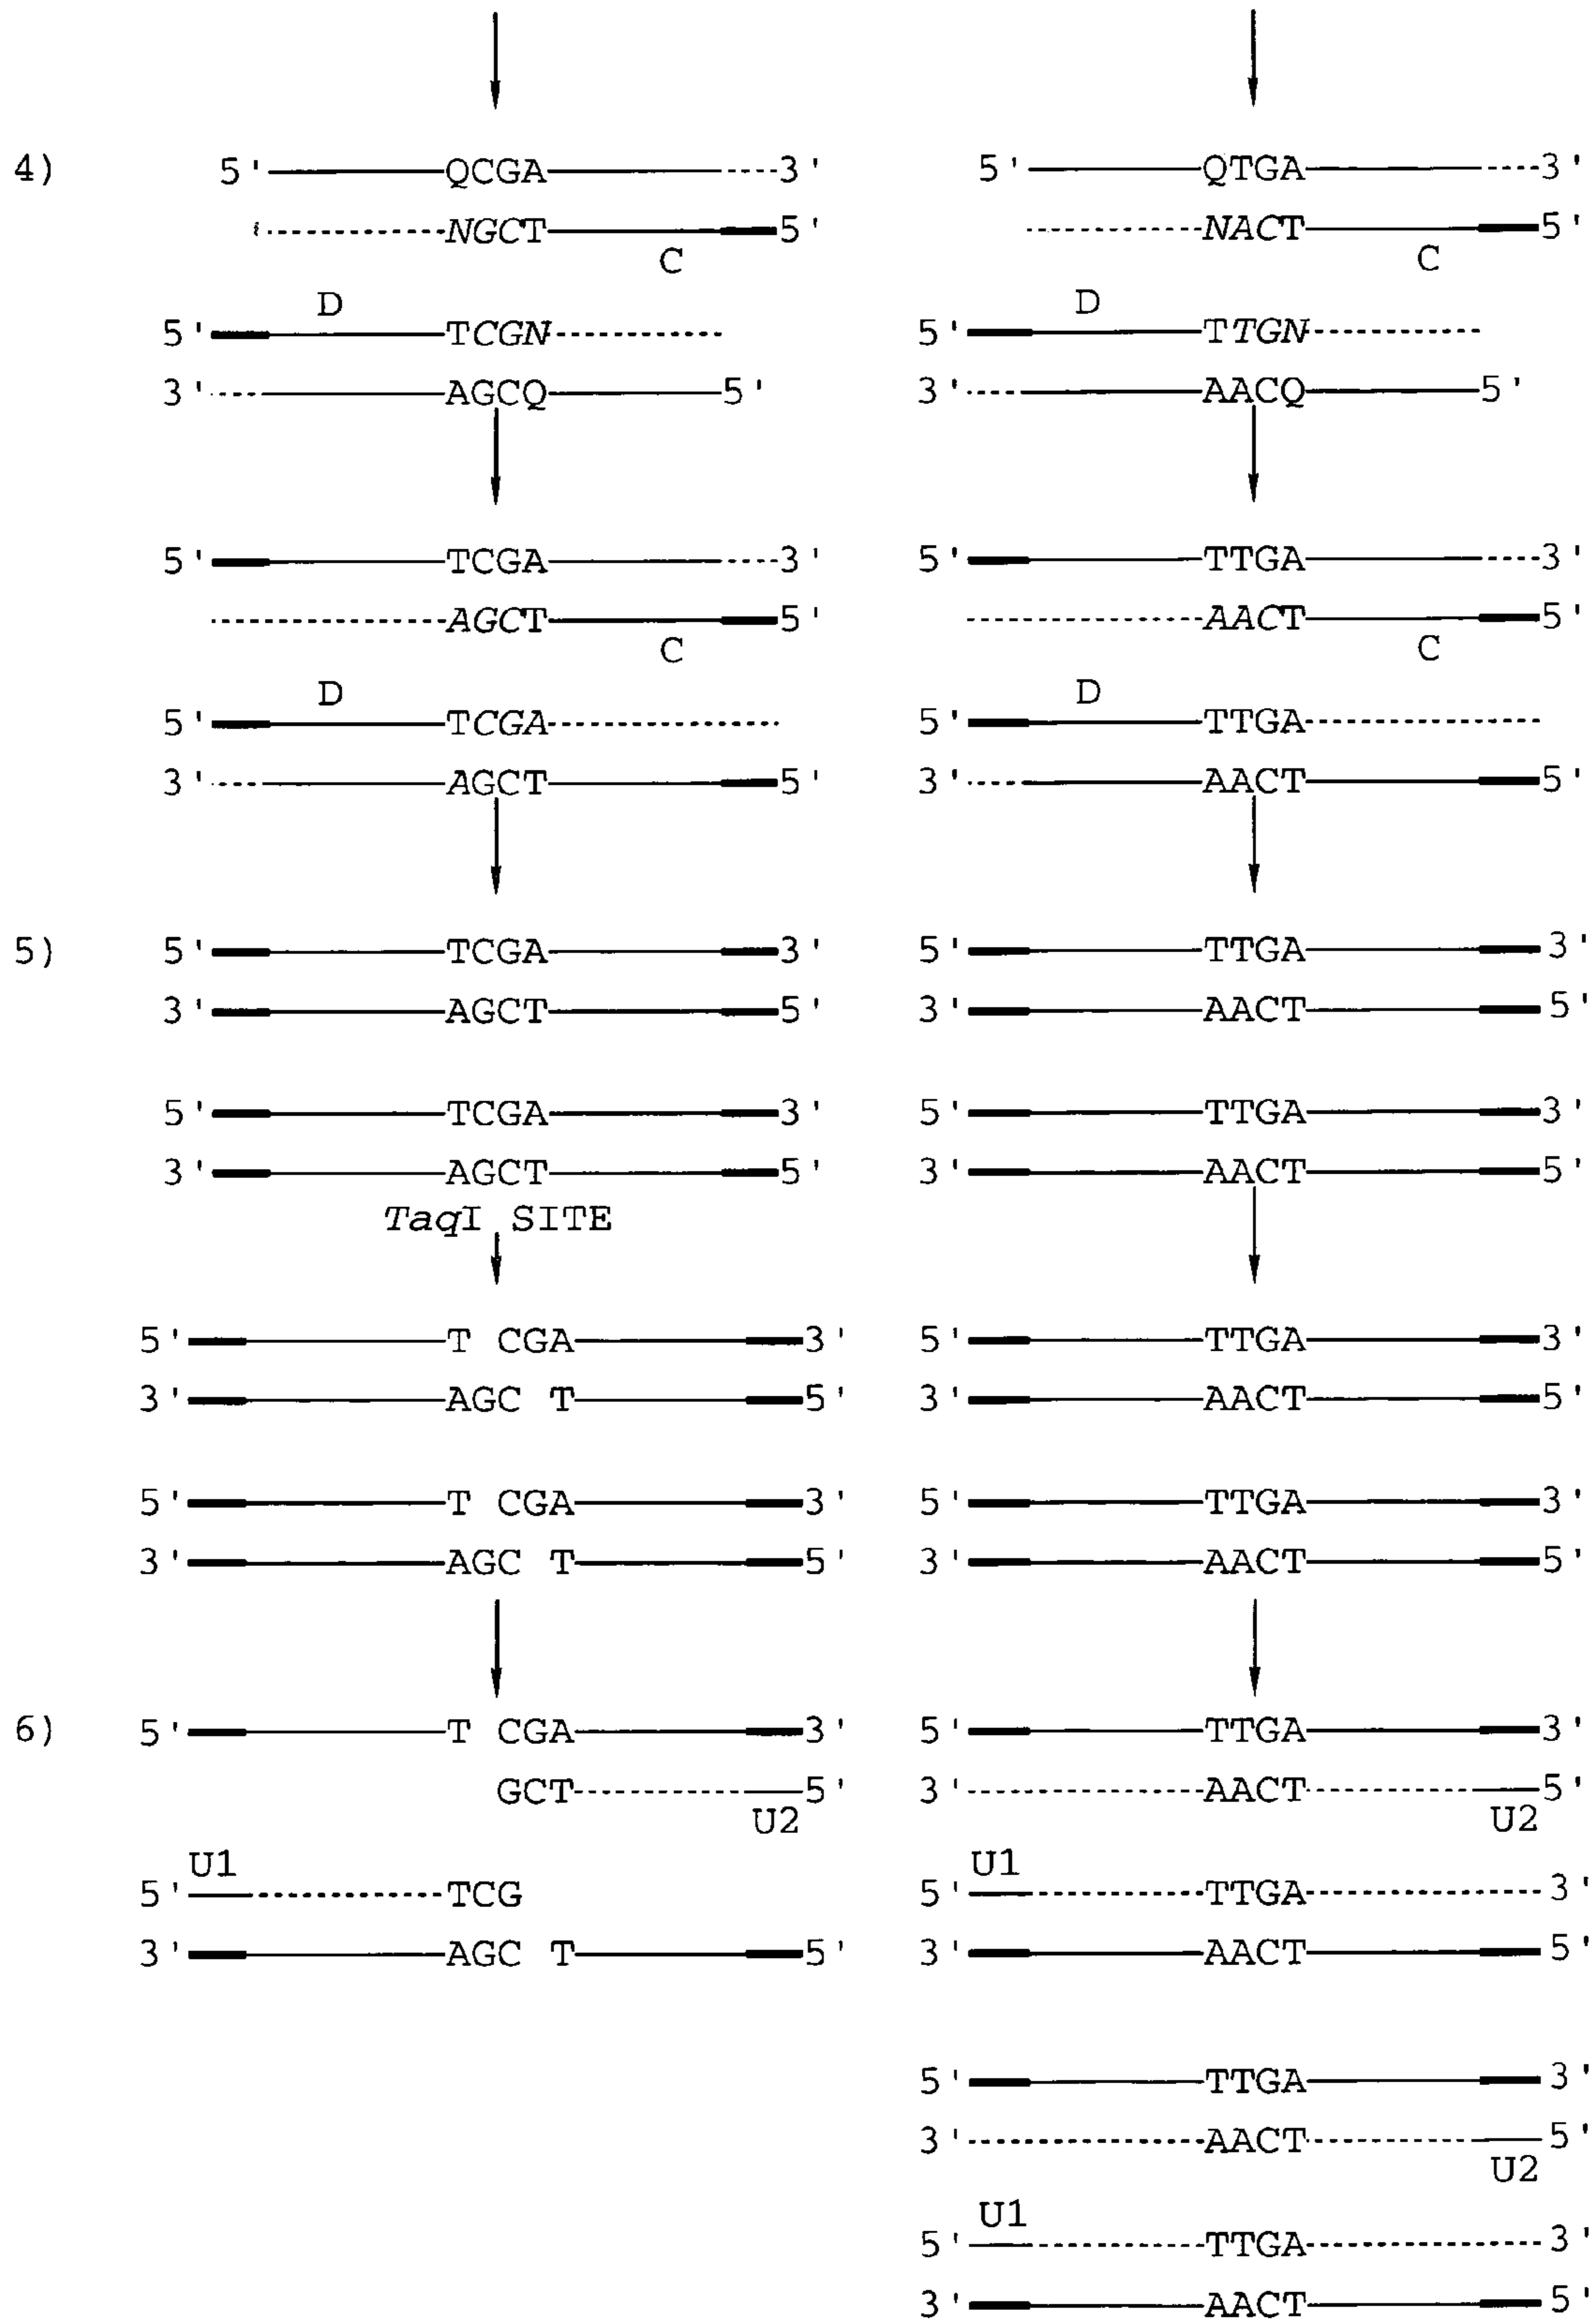 4) 5' QCGA 3' 5' QTGA 3'
NGCT 5' NACT 5'
C C
D D
5' TCGN 5' TTGN
3' AGCQ 5' 3' AACQ 5'
5' TCGA 3' 5' TTGA 3'
AGCT 5' AACT 5'
C C
D D
5' TCGA 5' TTGA
3' AGCT 5' 3' AACT 5'
5) 5' TCGA 3' 5' TTGA 3'
3' AGCT 5' 3' AACT 5'
5' TCGA 3' 5' TTGA 3'
3' AGCT 5' 3' AACT 5'
TaqI SITE
5' T CGA 3' 5' TTGA 3'
3' AGC T 5' 3' AACT 5'
5' T CGA 3' 5' TTGA 3'
3' AGC T 5' 3' AACT 5'
6) 5' T CGA 3' 5' TTGA 3'
GCT 5' 3' AACT 5'
U2 U2
U1 U1
5' TCG 5' TTGA 3'
3' AGC T 5' 3' AACT 5'
5' TTGA 3'
3' AACT 5'
U2
U1
5' TTGA 3'
3' AACT 5'